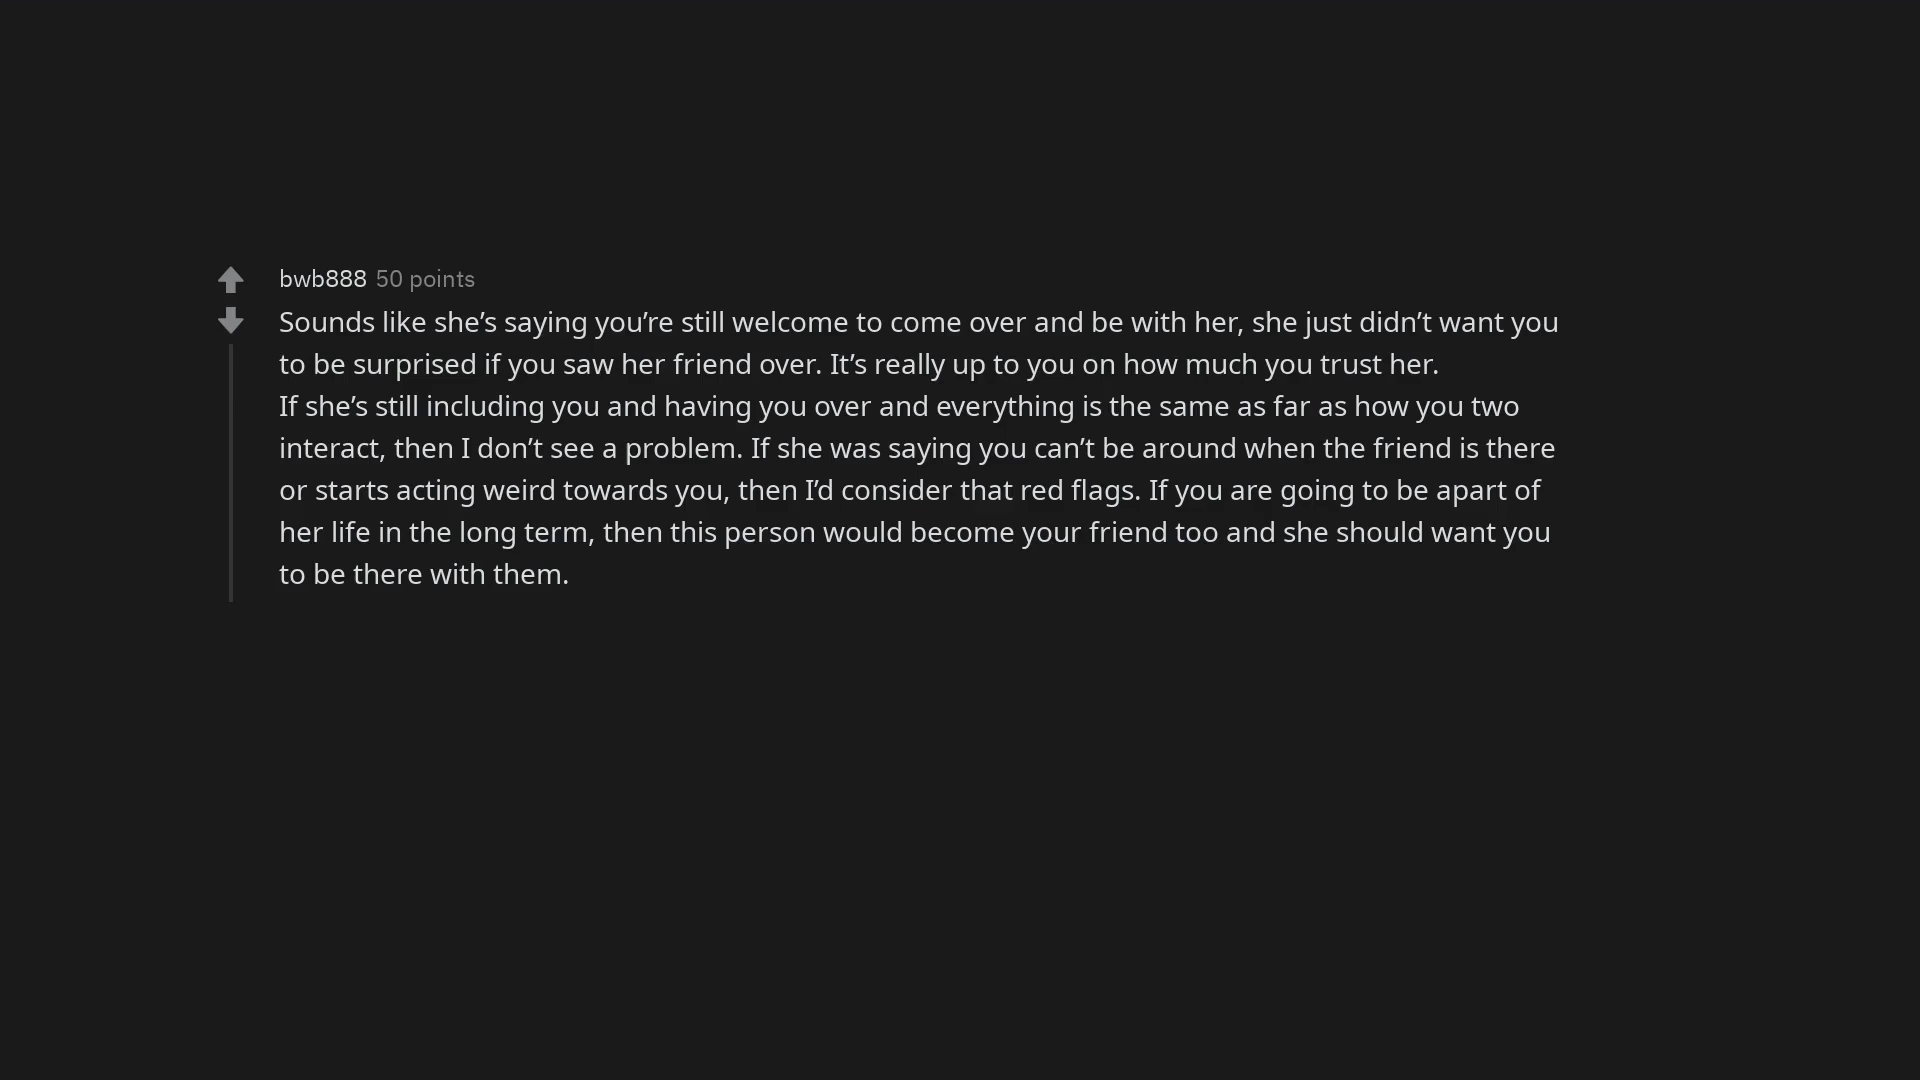 bwb888 50 points
Sounds like she’s saying you’re still welcome to come over and be with her, she just didn’t want you
to be surprised if you saw her friend over. It’s really up to you on how much you trust her.
If she’s still including you and having you over and everything is the same as far as how you two
interact, then I don’t see a problem. If she was saying you can’t be around when the friend is there
or starts acting weird towards you, then I’d consider that red flags. If you are going to be apart of
her life in the long term, then this person would become your friend too and she should want you
to be there with them.